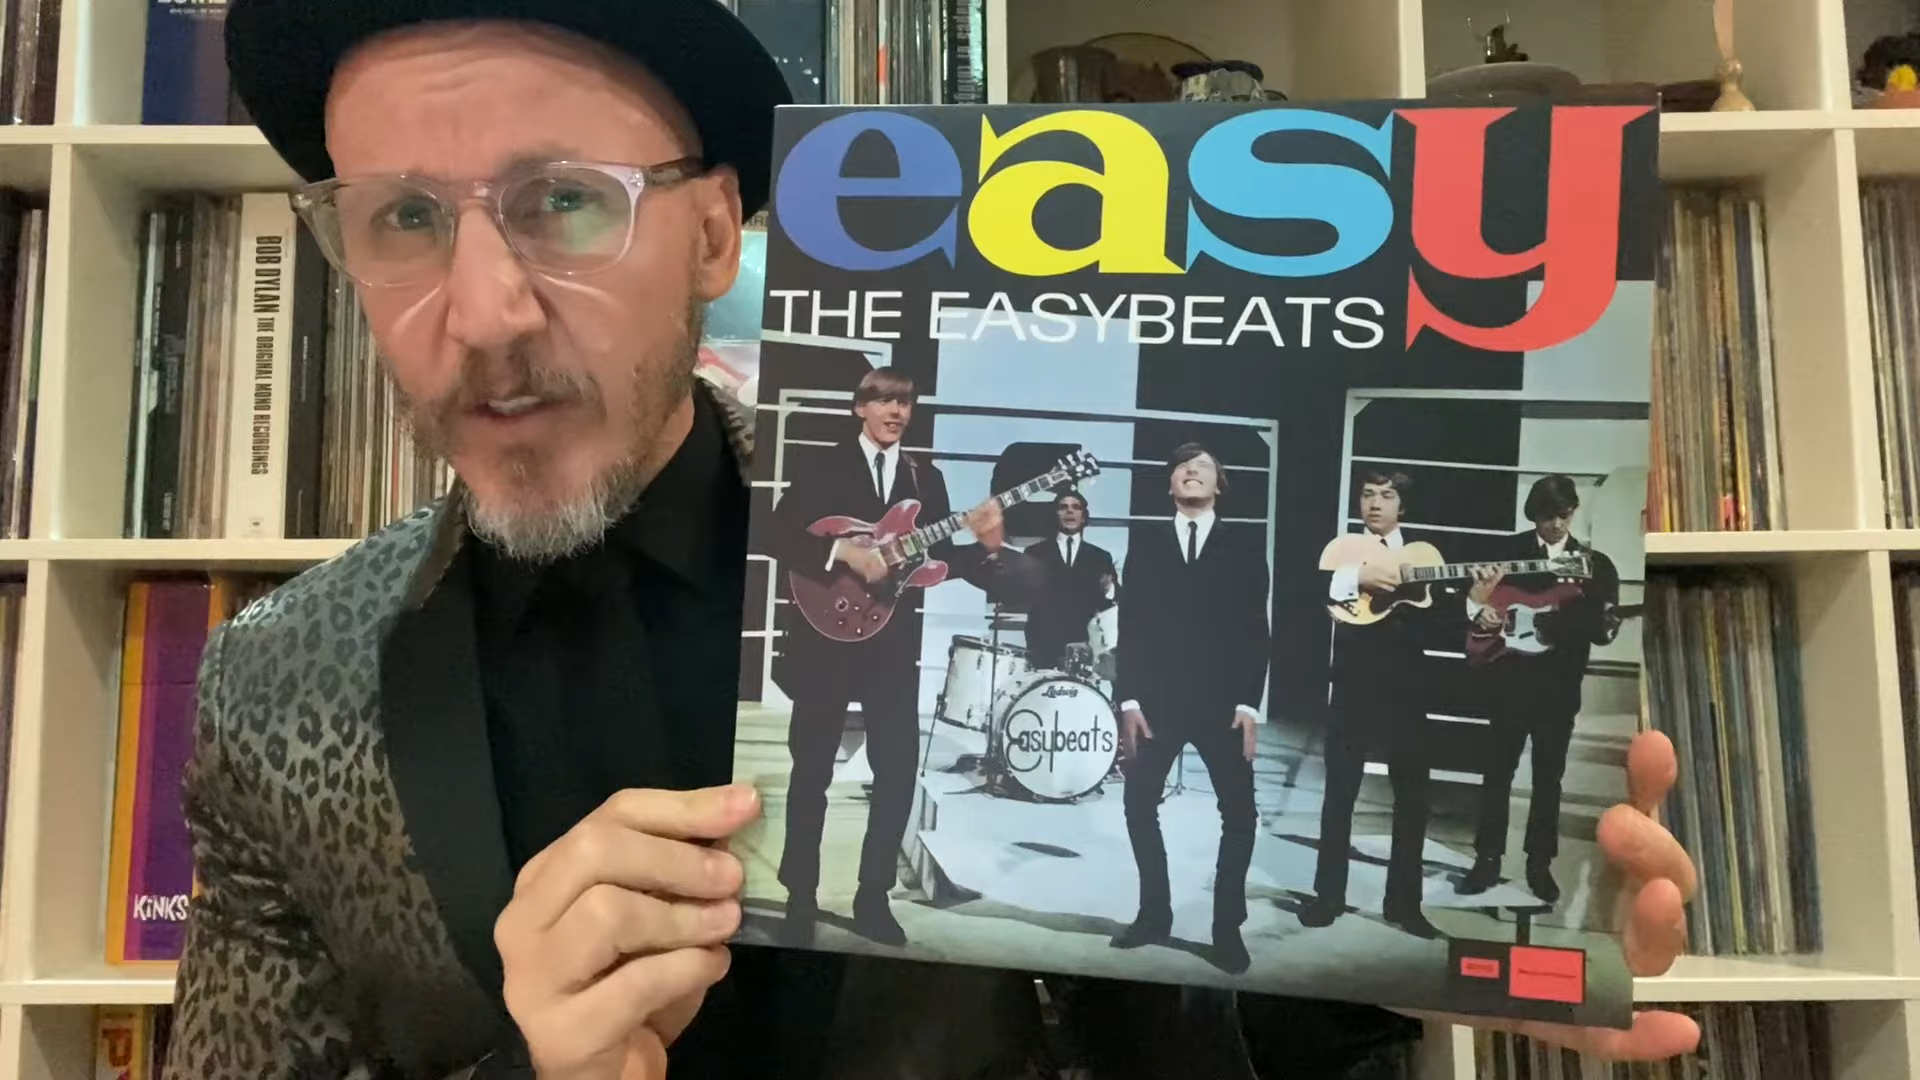 easy
THE EASYBEATS
Ludwig
Easybeats
BOB DYLAN THE ORIGINAL MONO RECORDINGS
KiNKS